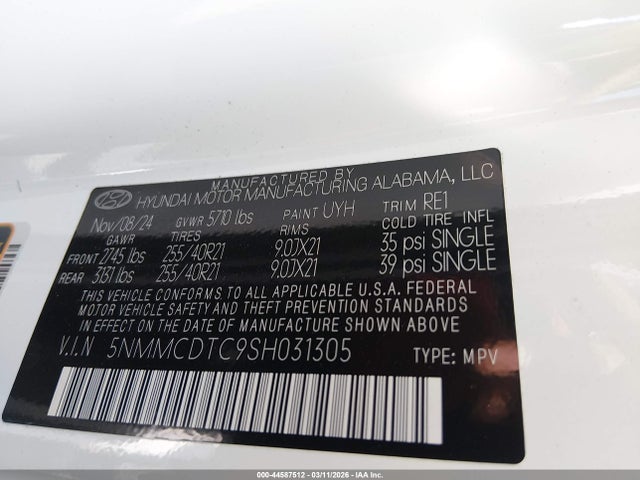 MANUFACTURED BY
HYUNDAI MOTOR MANUFACTURING ALABAMA, LLC
Nov/08/24 GVWR 5710 lbs PAINT UYH TRIM RE1
GAWR TIRES RIMS COLD TIRE INFL
FRONT 2745 lbs 255/40R21 9.0JX21 35 psi SINGLE
REAR 3131 lbs 255/40R21 9.0JX21 39 psi SINGLE
THIS VEHICLE CONFORMS TO ALL APPLICABLE U.S.A. FEDERAL
MOTOR VEHICLE SAFETY AND THEFT PREVENTION STANDARDS
IN EFFECT ON THE DATE OF MANUFACTURE SHOWN ABOVE.
V.I.N 5NMMCDTC9SH031305 TYPE: MPV
000-44587512 - 03/11/2026 - IAA Inc.